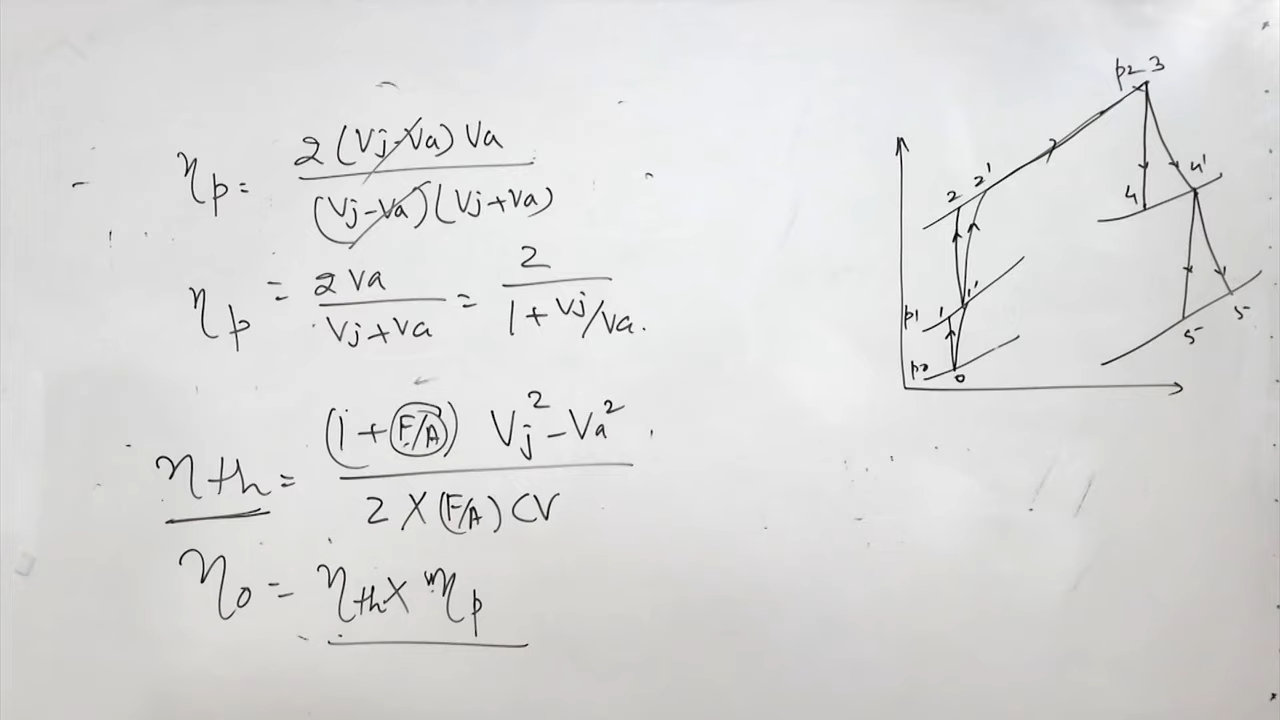 ηp = 2 (Vj-Va) Va / (Vj-Va) (Vj+Va)
ηp = 2 Va / Vj+Va = 2 / 1 + Vj/Va.
ηth = (1 + (F/A)) Vj² - Va² / 2 X (F/A) CV
η0 = ηth X ηp
p2 3
2 2'
4 4'
p1 1 1'
p0 0
5 5